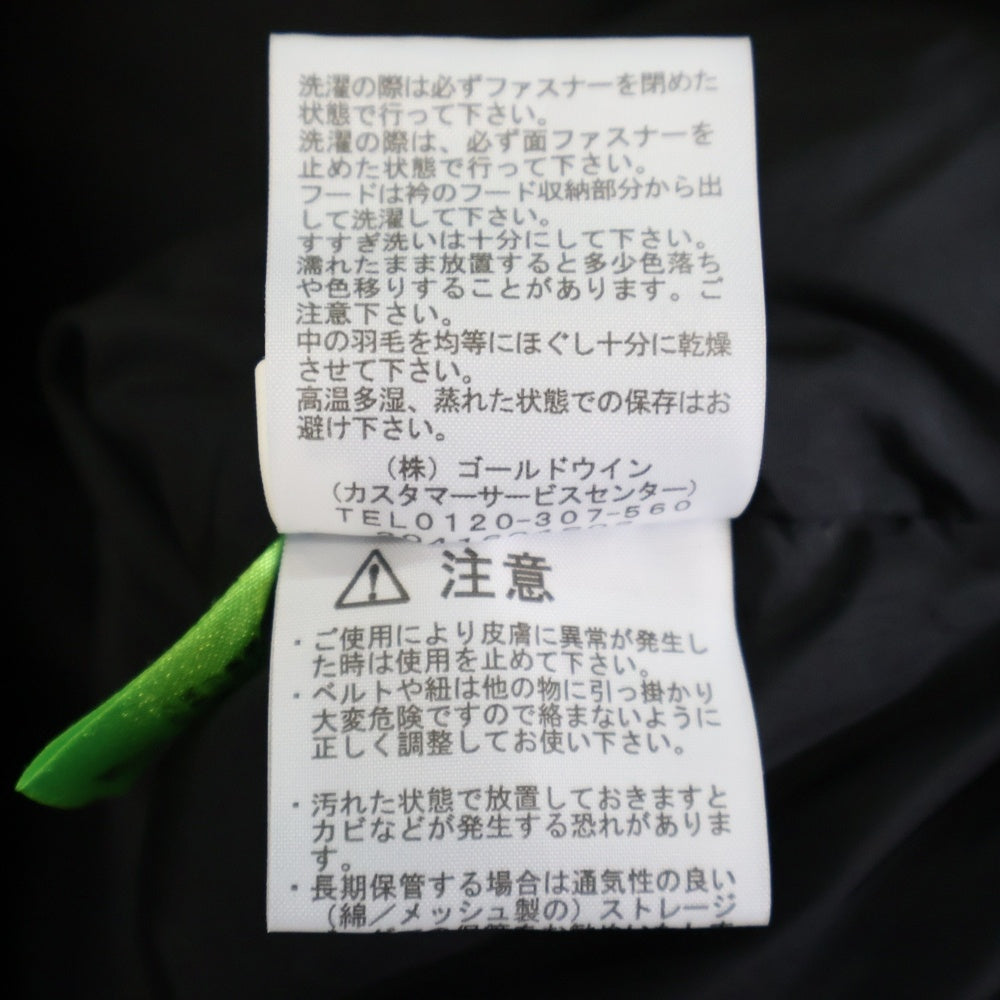 洗濯の際は必ずファスナーを閉めた
状態で行って下さい。
洗濯の際は、必ず面ファスナーを
止めた状態で行って下さい。
フードは衿のフード収納部分から出
して洗濯して下さい。
すすぎ洗いは十分にして下さい。
濡れたまま放置すると多少色落ち
や色移りすることがあります。ご
注意下さい。
中の羽毛を均等にほぐし十分に乾燥
させて下さい。
高温多湿、蒸れた状態での保存はお
避け下さい。
(株)ゴールドウイン
(カスタマーサービスセンター)
TEL0120-307-560
注意
・ご使用により皮膚に異常が発生し
た時は使用を止めて下さい。
・ベルトや紐は他の物に引っ掛かり
大変危険ですので絡まないように
正しく調整してお使い下さい。
・汚れた状態で放置しておきますと
カビなどが発生する恐れがありま
す。
・長期保管する場合は通気性の良い
(綿/メッシュ製の)ストレージ